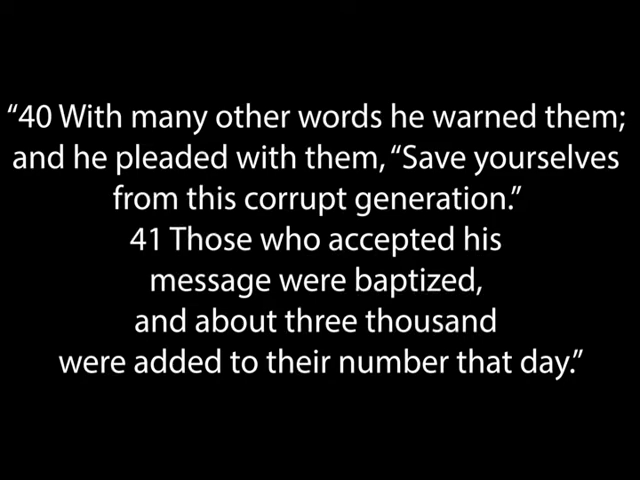 “40 With many other words he warned them;
and he pleaded with them, “Save yourselves
from this corrupt generation.”
41 Those who accepted his
message were baptized,
and about three thousand
were added to their number that day.”